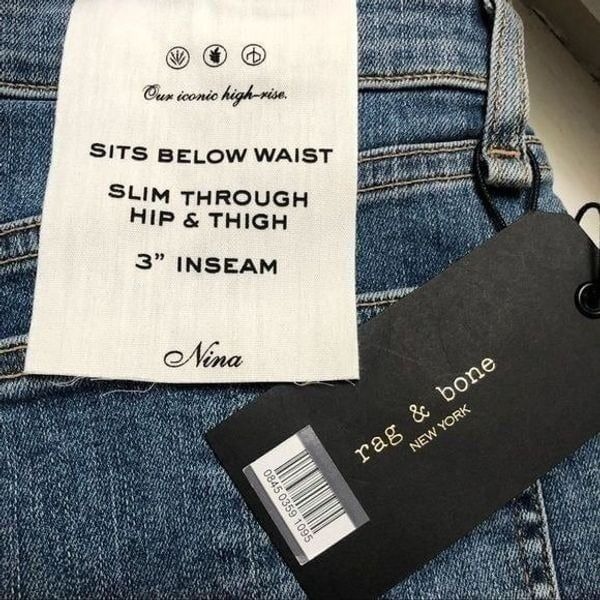 Our iconic high-rise.
SITS BELOW WAIST
SLIM THROUGH
HIP & THIGH
3” INSEAM
Nina
rag & bone
NEW YORK
0845 0359 1095